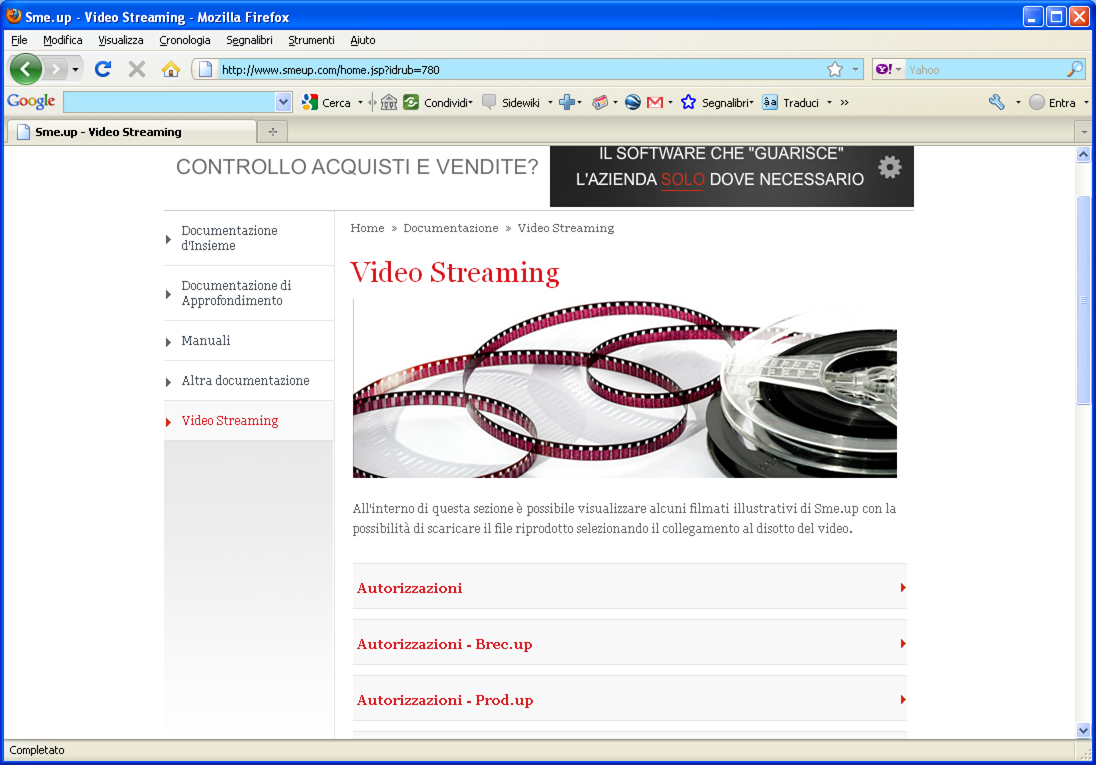 Sme.up - Video Streaming - Mozilla Firefox
File Modifica Visualizza Cronologia Segnalibri Strumenti Aiuto
http://www.smeup.com/home.jsp?idrub=780
Y! Yahoo
Google Cerca Condividi Sidewiki Segnalibri âa Traduci » Entra
Sme.up - Video Streaming
CONTROLLO ACQUISTI E VENDITE?
IL SOFTWARE CHE "GUARISCE"
L'AZIENDA SOLO DOVE NECESSARIO
Documentazione
d'Insieme
Documentazione di
Approfondimento
Manuali
Altra documentazione
Video Streaming
Home » Documentazione » Video Streaming
Video Streaming
All'interno di questa sezione è possibile visualizzare alcuni filmati illustrativi di Sme.up con la
possibilità di scaricare il file riprodotto selezionando il collegamento al disotto del video.
Autorizzazioni
Autorizzazioni - Brec.up
Autorizzazioni - Prod.up
Completato